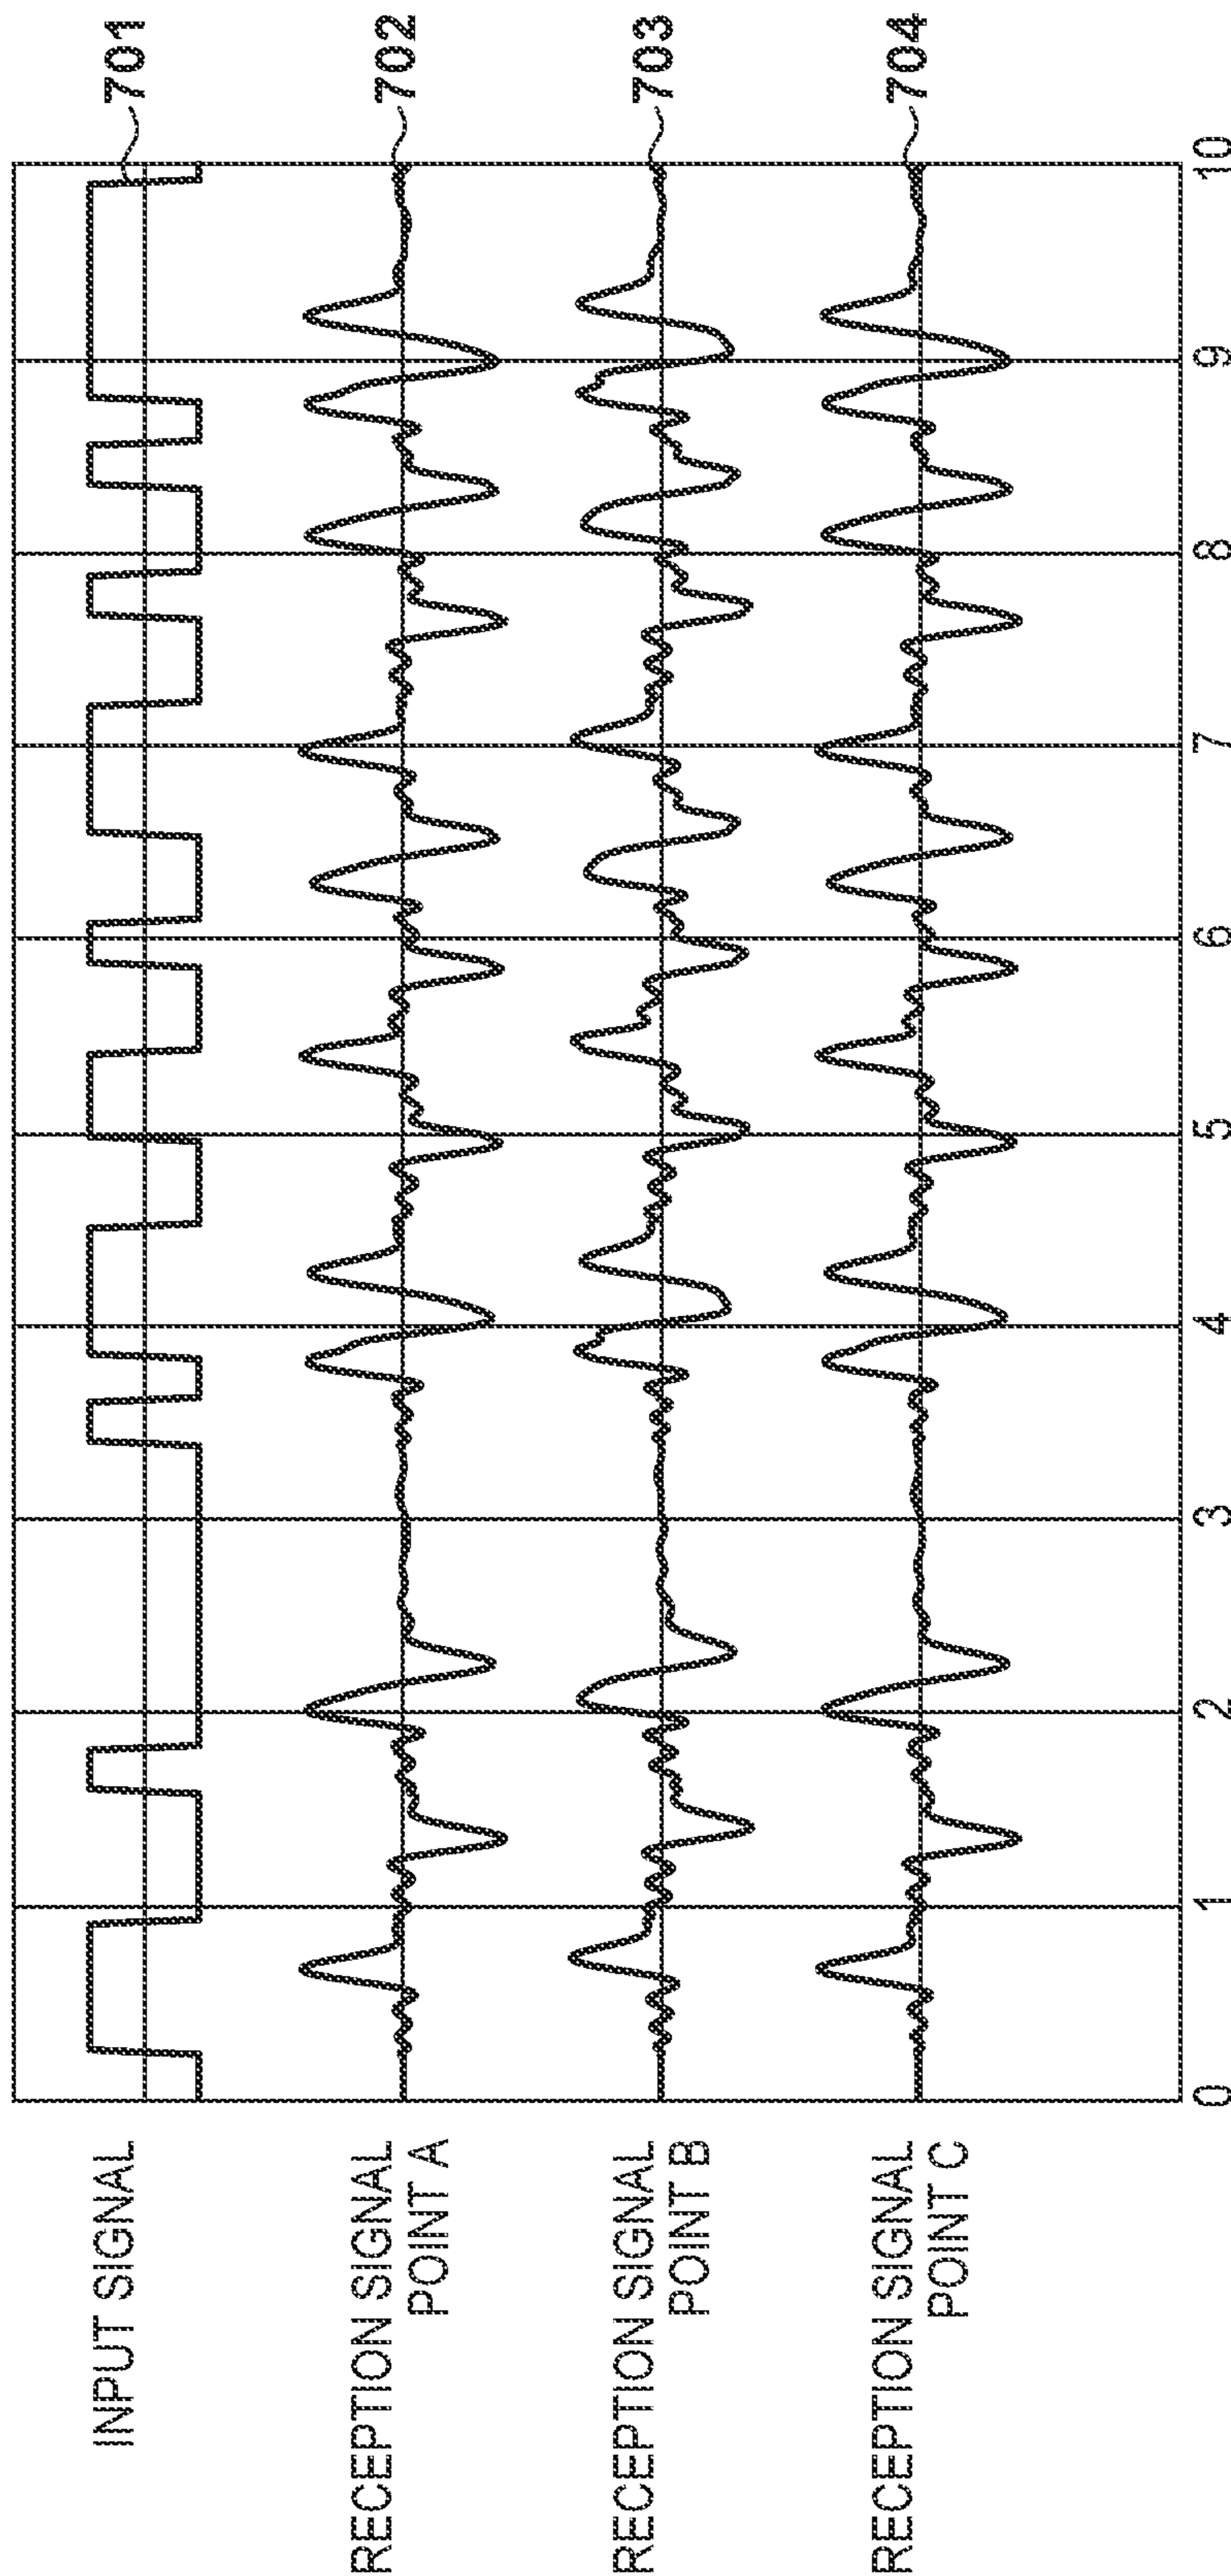 INPUT SIGNAL
701
RECEPTION SIGNAL
POINT A
702
RECEPTION SIGNAL
POINT B
703
RECEPTION SIGNAL
POINT C
704
0 1 2 3 4 5 6 7 8 9 10